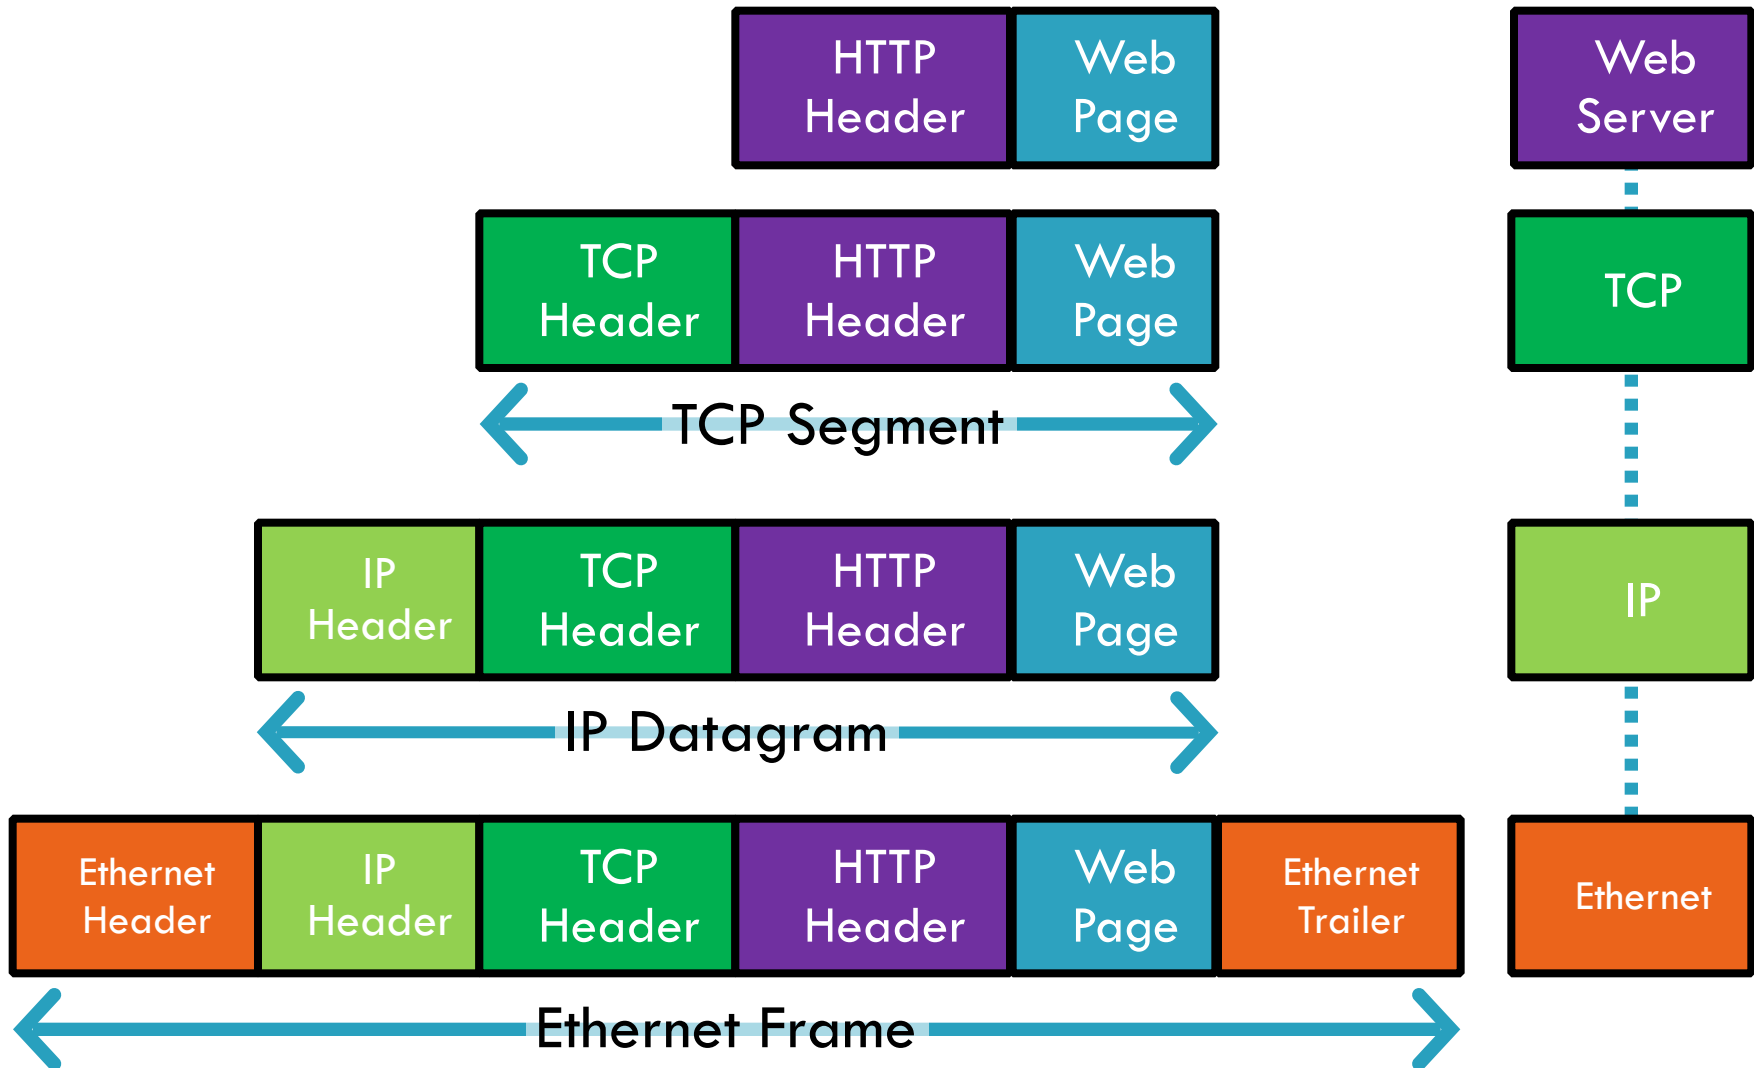 HTTP Header
Web Page
Web Server
TCP Header
HTTP Header
Web Page
TCP
TCP Segment
IP Header
TCP Header
HTTP Header
Web Page
IP
IP Datagram
Ethernet Header
IP Header
TCP Header
HTTP Header
Web Page
Ethernet Trailer
Ethernet
Ethernet Frame